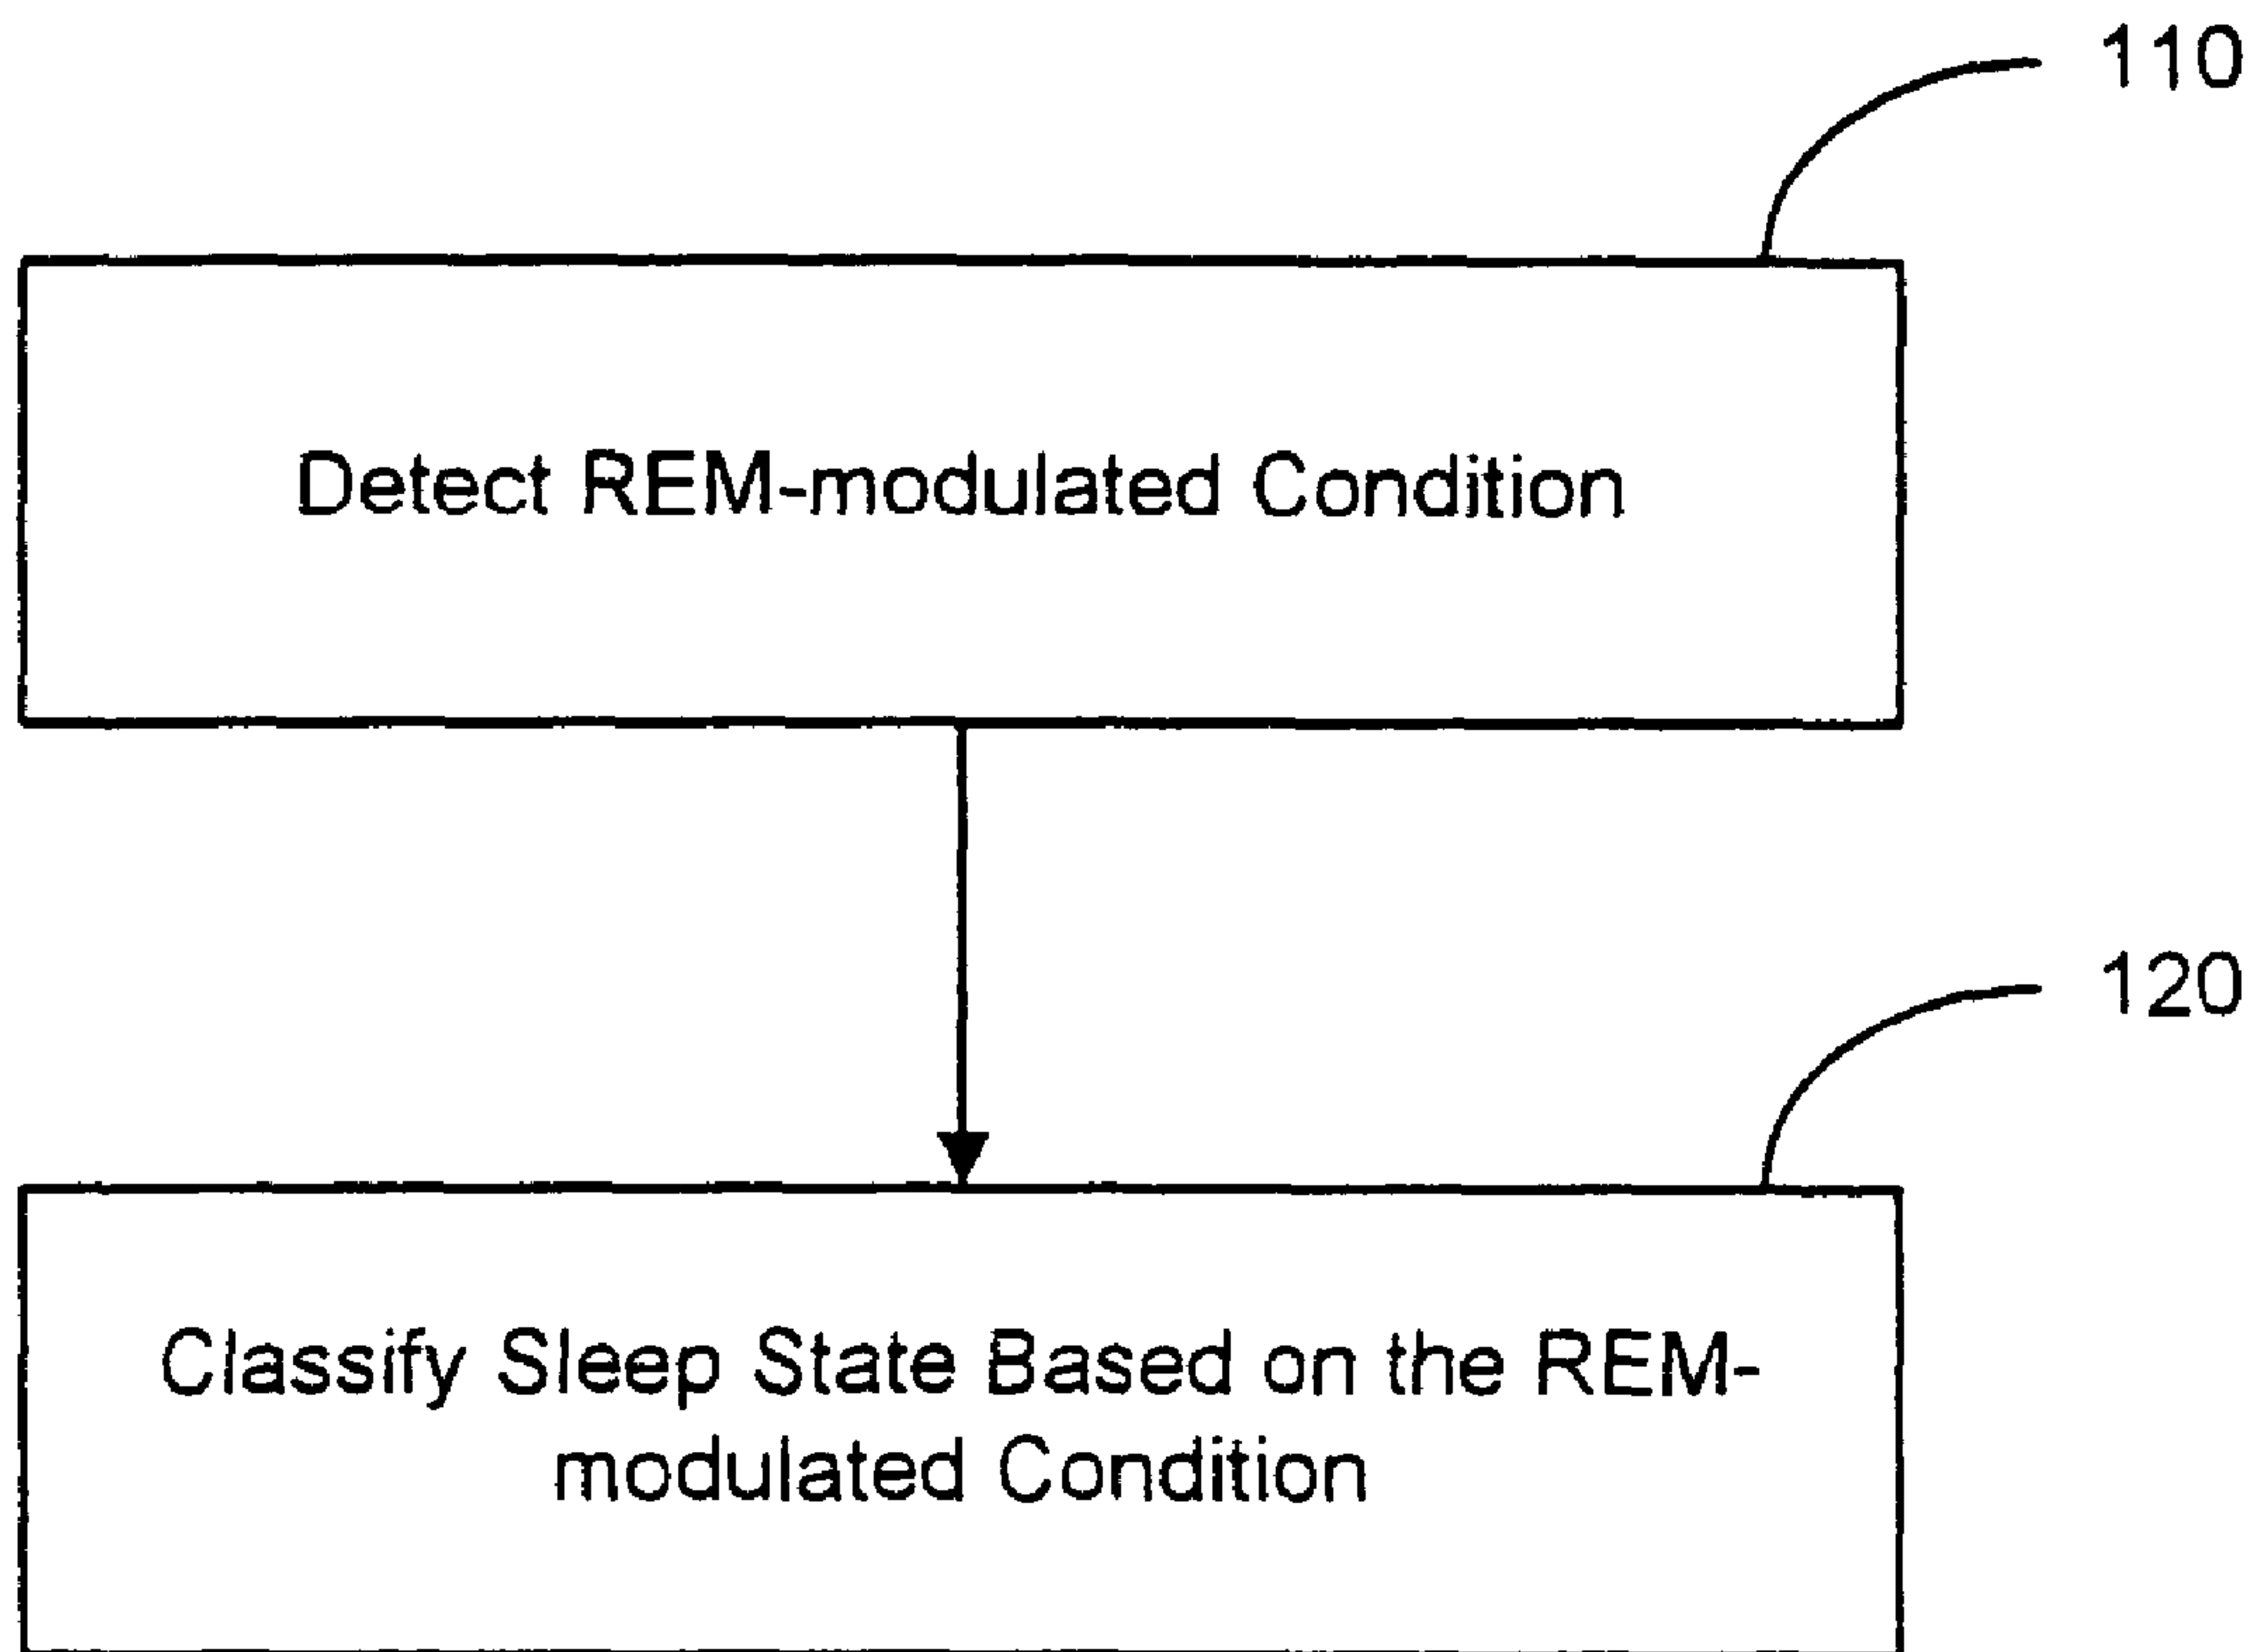 110
Detect REM-modulated Condition
120
Classify Sleep State Based on the REM-
modulated Condition